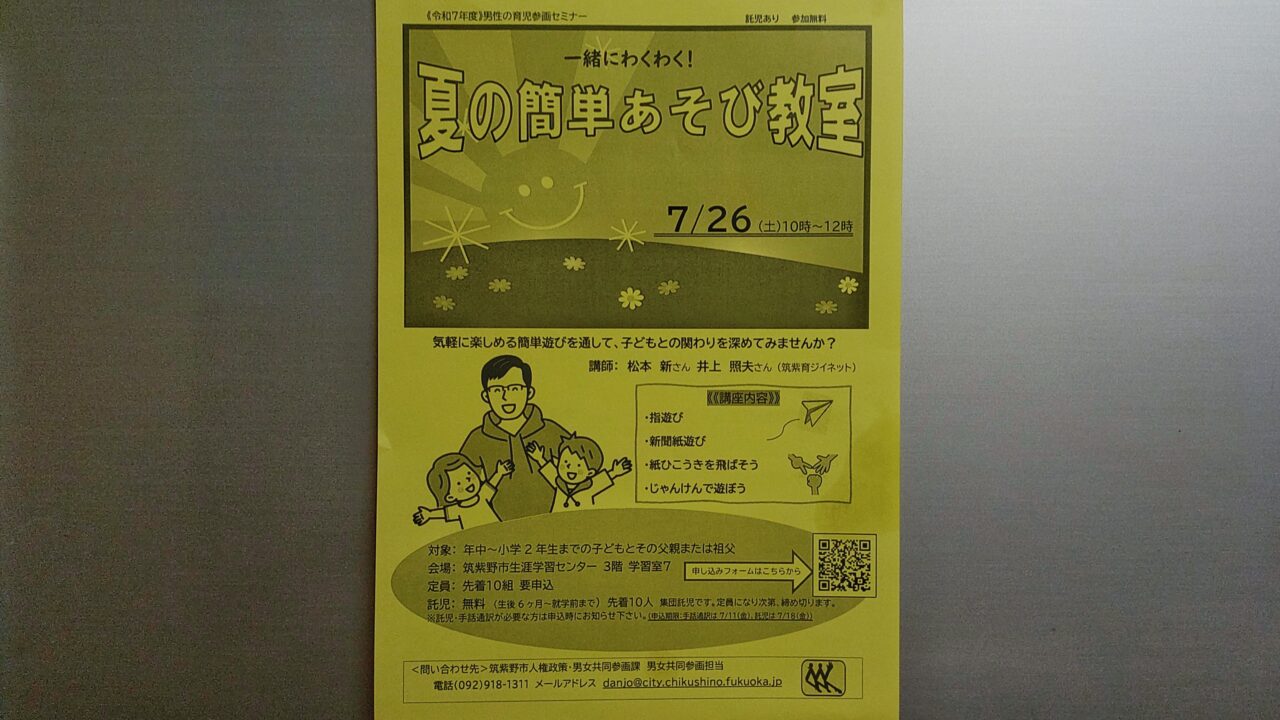 《令和7年度》男性の育児参画セミナー　託児あり　参加無料
一緒にわくわく！
夏の簡単あそび教室
7/26（土）10時～12時
気軽に楽しめる簡単遊びを通して、子どもとの関わりを深めてみませんか？
講師：　松本　新さん　井上　照夫さん（筑紫育ジイネット）
《《講座内容》》
・指遊び
・新聞紙遊び
・紙ひこうきを飛ばそう
・じゃんけんで遊ぼう
対象：　年中～小学２年生までの子どもとその父親または祖父
会場：　筑紫野市生涯学習センター　3階　学習室7
申し込みフォームはこちらから
定員：　先着10組　要申込
託児：　無料　（生後６ヶ月～就学前まで）　先着10人　集団託児です。定員になり次第、締め切ります。
※託児・手話通訳が必要な方は申込時にお知らせ下さい。（申込期限：手話通訳は 7/11（金）、託児は 7/18（金））
＜問い合わせ先＞筑紫野市人権政策・男女共同参画課　男女共同参画担当
電話（092）918-1311　メールアドレス　danjo@city.chikushino.fukuoka.jp